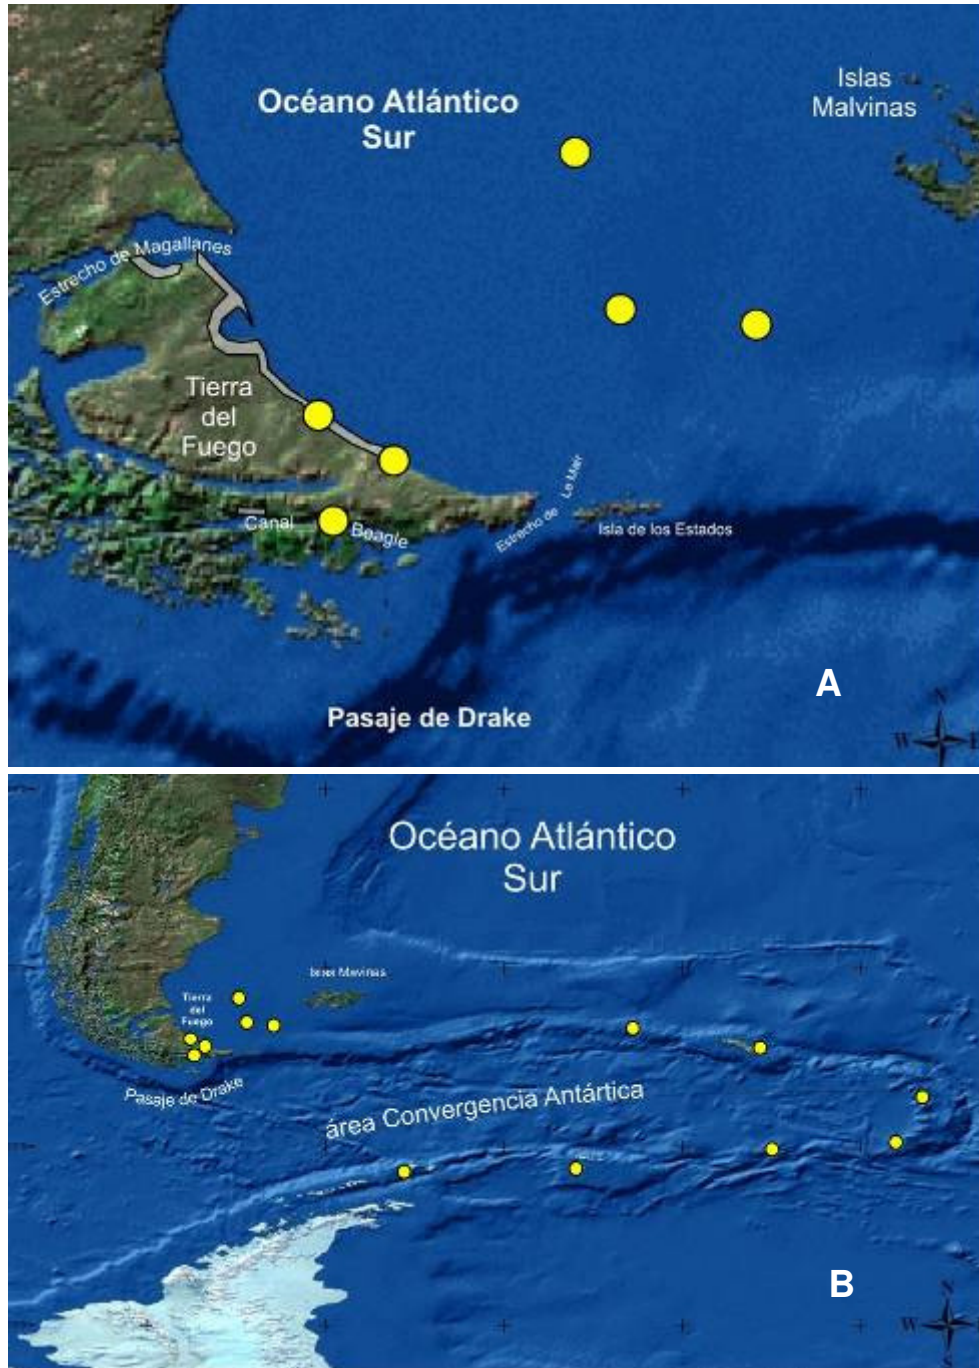 Océano Atlántico
Sur
Islas
Malvinas
Estrecho de Magallanes
Tierra
del
Fuego
Canal
Beagle
Estrecho de Le Mair
Isla de los Estados
A
Pasaje de Drake
N
W
E
Océano Atlántico
Sur
Islas Mavinas
Tierra
del
Fuego
Pasaje de Drake
área Convergencia Antártica
B
N
W
S